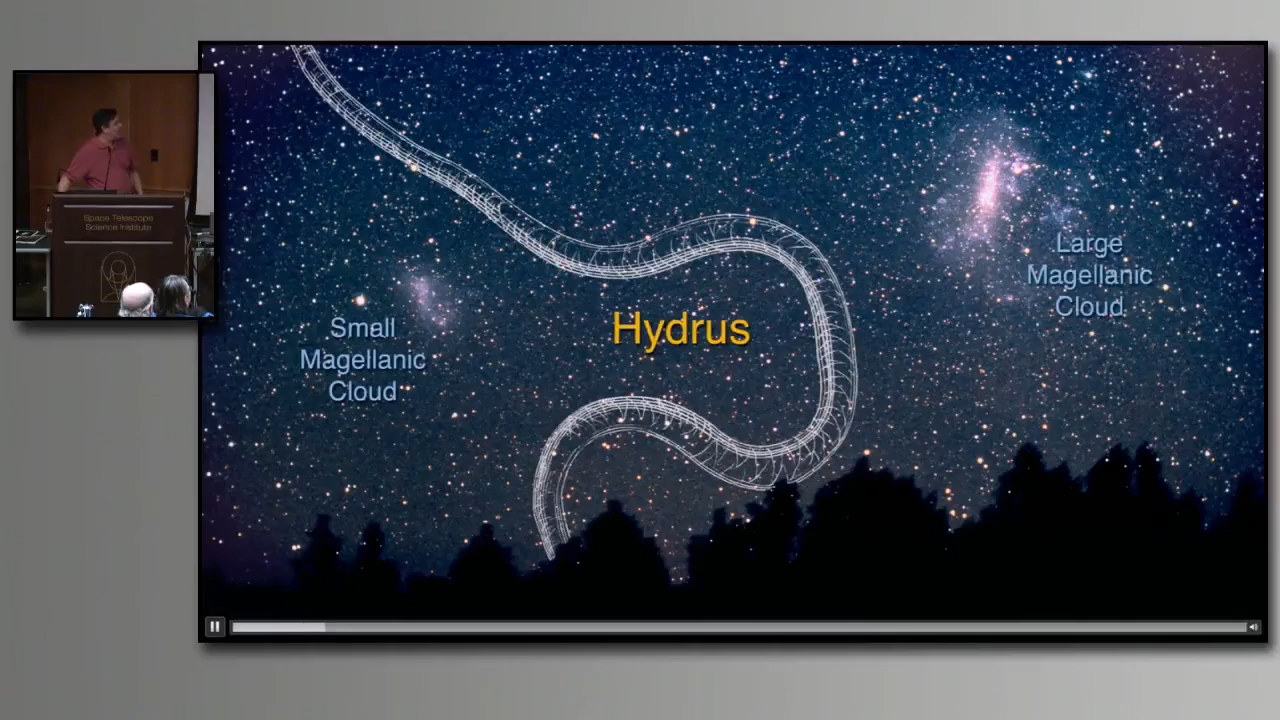 Space Telescope
Science Institute
Hydrus
Small
Magellanic
Cloud
Large
Magellanic
Cloud